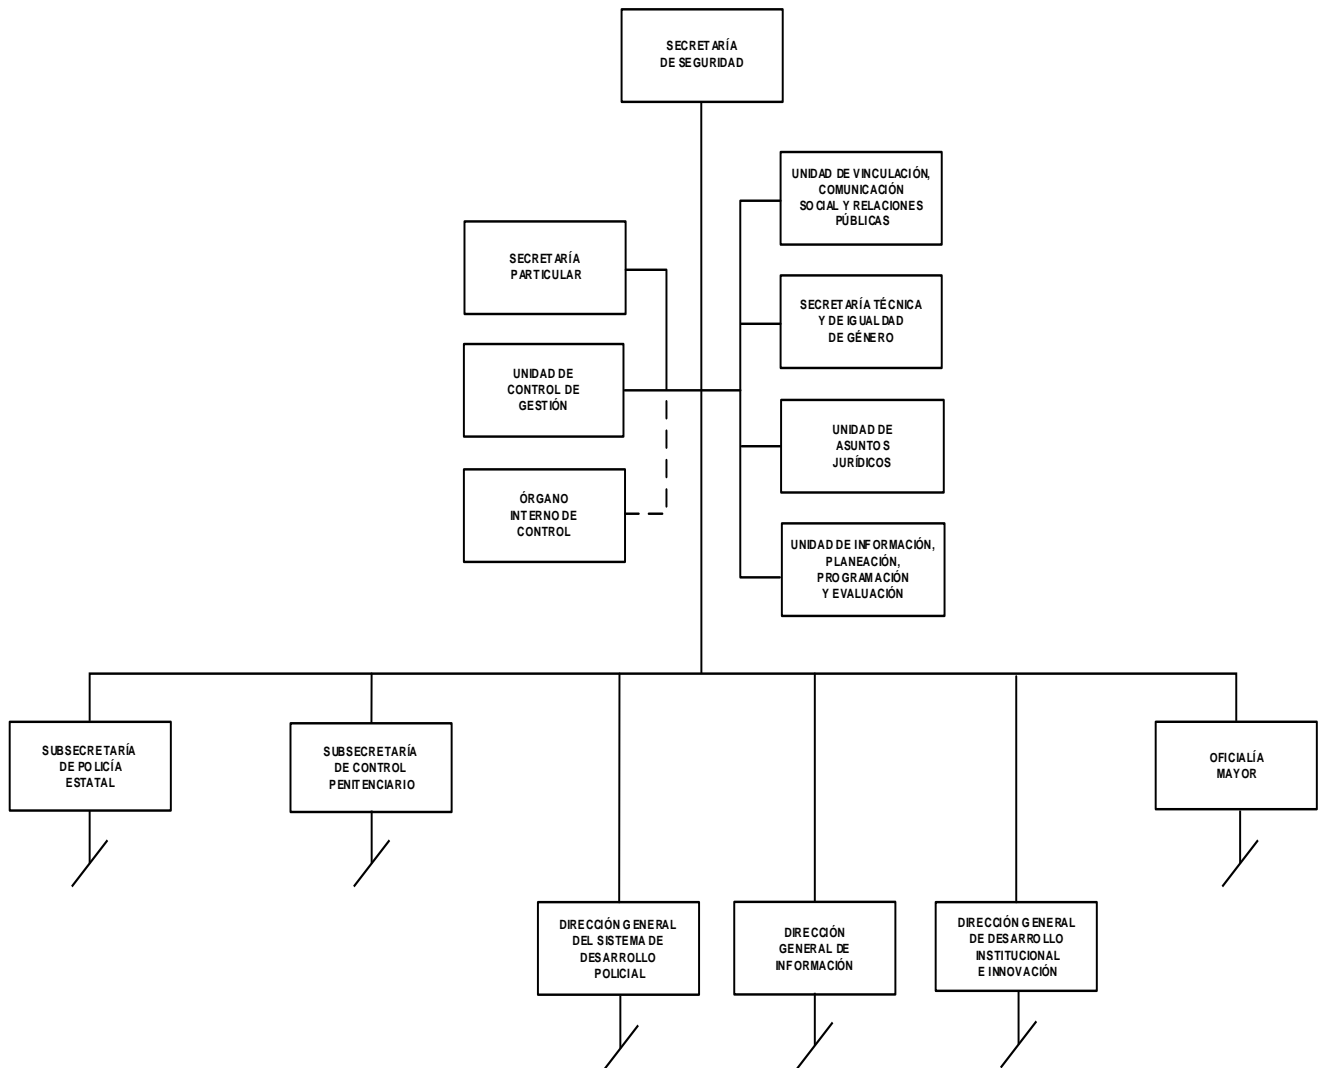 SECRETARÍA
DE SEGURIDAD
UNIDAD DE VINCULACIÓN,
COMUNICACIÓN
SOCIAL Y RELACIONES
PÚBLICAS
SECRETARÍA
PARTICULAR
SECRETARÍA TÉCNICA
Y DE IGUALDAD
DE GÉNERO
UNIDAD DE
CONTROL DE
GESTIÓN
UNIDAD DE
ASUNTOS
JURÍDICOS
ÓRGANO
INTERNO DE
CONTROL
UNIDAD DE INFORMACIÓN,
PLANEACIÓN,
PROGRAMACIÓN
Y EVALUACIÓN
SUBSECRETARÍA
DE POLICÍA
ESTATAL
SUBSECRETARÍA
DE CONTROL
PENITENCIARIO
OFICIALÍA
MAYOR
DIRECCIÓN GENERAL
DEL SISTEMA DE
DESARROLLO
POLICIAL
DIRECCIÓN
GENERAL DE
INFORMACIÓN
DIRECCIÓN GENERAL
DE DESARROLLO
INSTITUCIONAL
E INNOVACIÓN